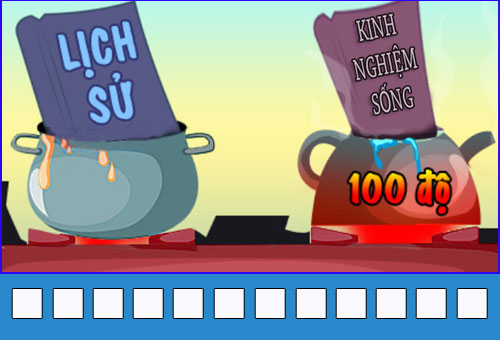 LỊCH
SỬ
KINH
NGHIỆM
SỐNG
100 độ